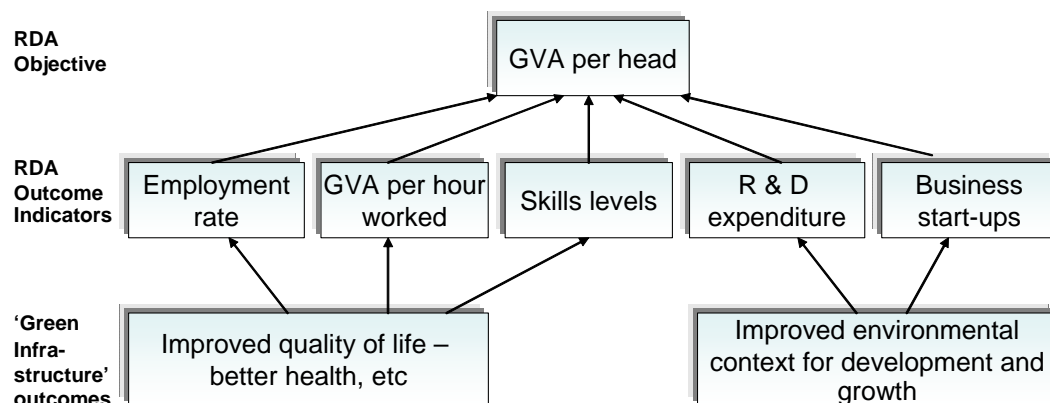 RDA
Objective
GVA per head
RDA
Outcome
Indicators
Employment
rate
GVA per hour
worked
Skills levels
R & D
expenditure
Business
start-ups
‘Green
Infra-
structure’
outcomes
Improved quality of life –
better health, etc
Improved environmental
context for development and
growth